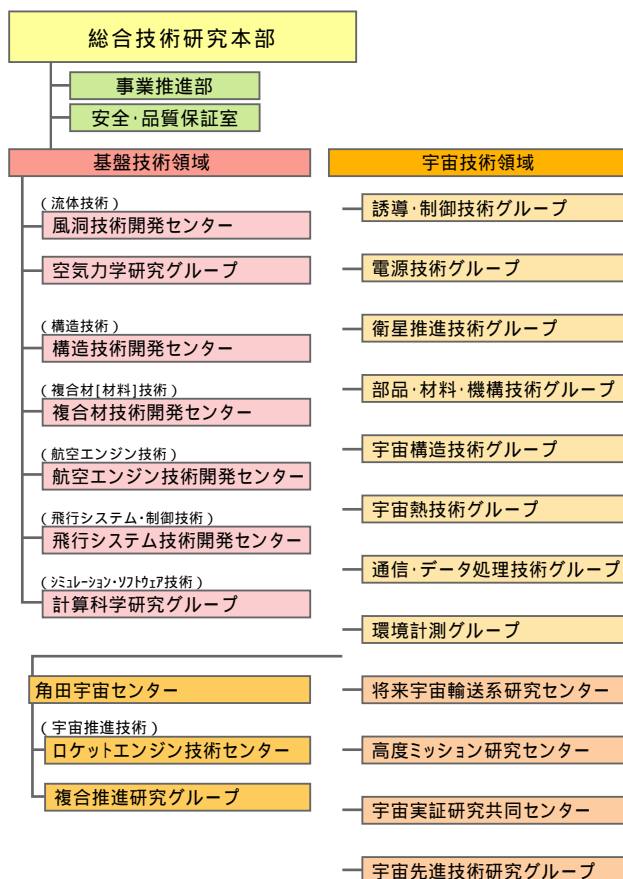 総合技術研究本部
事業推進部
安全・品質保証室
基盤技術領域
(流体技術)
風洞技術開発センター
空気力学研究グループ
(構造技術)
構造技術開発センター
(複合材[材料]技術)
複合材技術開発センター
(航空エンジン技術)
航空エンジン技術開発センター
(飛行システム・制御技術)
飛行システム技術開発センター
(シミュレーション・ソフトウェア技術)
計算科学研究グループ
角田宇宙センター
(宇宙推進技術)
ロケットエンジン技術センター
複合推進研究グループ
宇宙技術領域
誘導・制御技術グループ
電源技術グループ
衛星推進技術グループ
部品・材料・機構技術グループ
宇宙構造技術グループ
宇宙熱技術グループ
通信・データ処理技術グループ
環境計測グループ
将来宇宙輸送系研究センター
高度ミッション研究センター
宇宙実証研究共同センター
宇宙先進技術研究グループ